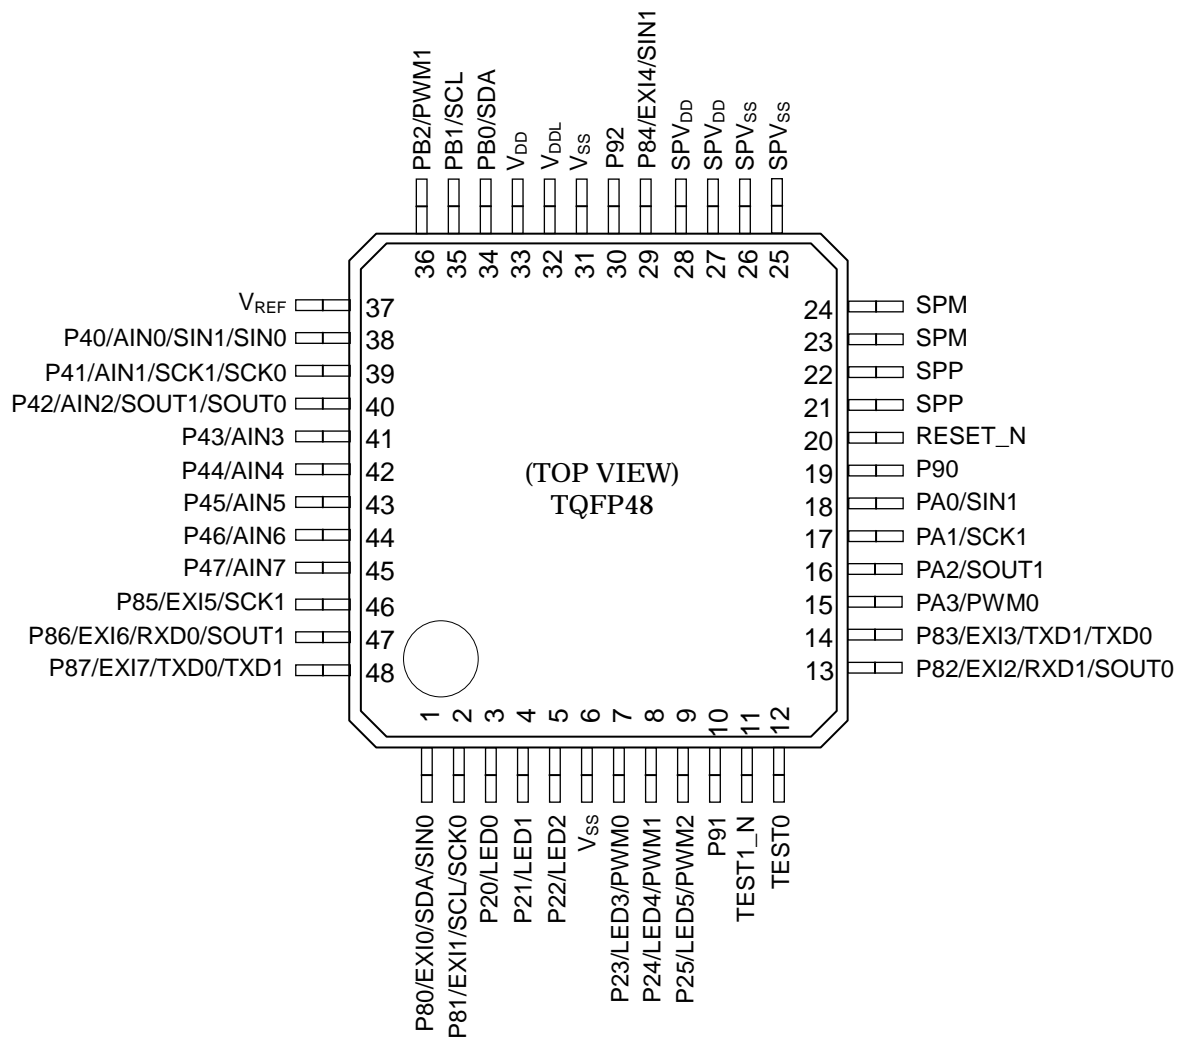 PB2/PWM1
PB1/SCL
PB0/SDA
VDD
VDDL
VSS
P92
P84/EXI4/SIN1
SPVDD
SPVDD
SPVSS
SPVSS
36
35
34
33
32
31
30
29
28
27
26
25
VREF 37
P40/AIN0/SIN1/SIN0 38
P41/AIN1/SCK1/SCK0 39
P42/AIN2/SOUT1/SOUT0 40
P43/AIN3 41
P44/AIN4 42
P45/AIN5 43
P46/AIN6 44
P47/AIN7 45
P85/EXI5/SCK1 46
P86/EXI6/RXD0/SOUT1 47
P87/EXI7/TXD0/TXD1 48
(TOP VIEW)
TQFP48
24 SPM
23 SPM
22 SPP
21 SPP
20 RESET_N
19 P90
18 PA0/SIN1
17 PA1/SCK1
16 PA2/SOUT1
15 PA3/PWM0
14 P83/EXI3/TXD1/TXD0
13 P82/EXI2/RXD1/SOUT0
1
2
3
4
5
6
7
8
9
10
11
12
P80/EXI0/SDA/SIN0
P81/EXI1/SCL/SCK0
P20/LED0
P21/LED1
P22/LED2
VSS
P23/LED3/PWM0
P24/LED4/PWM1
P25/LED5/PWM2
P91
TEST1_N
TEST0